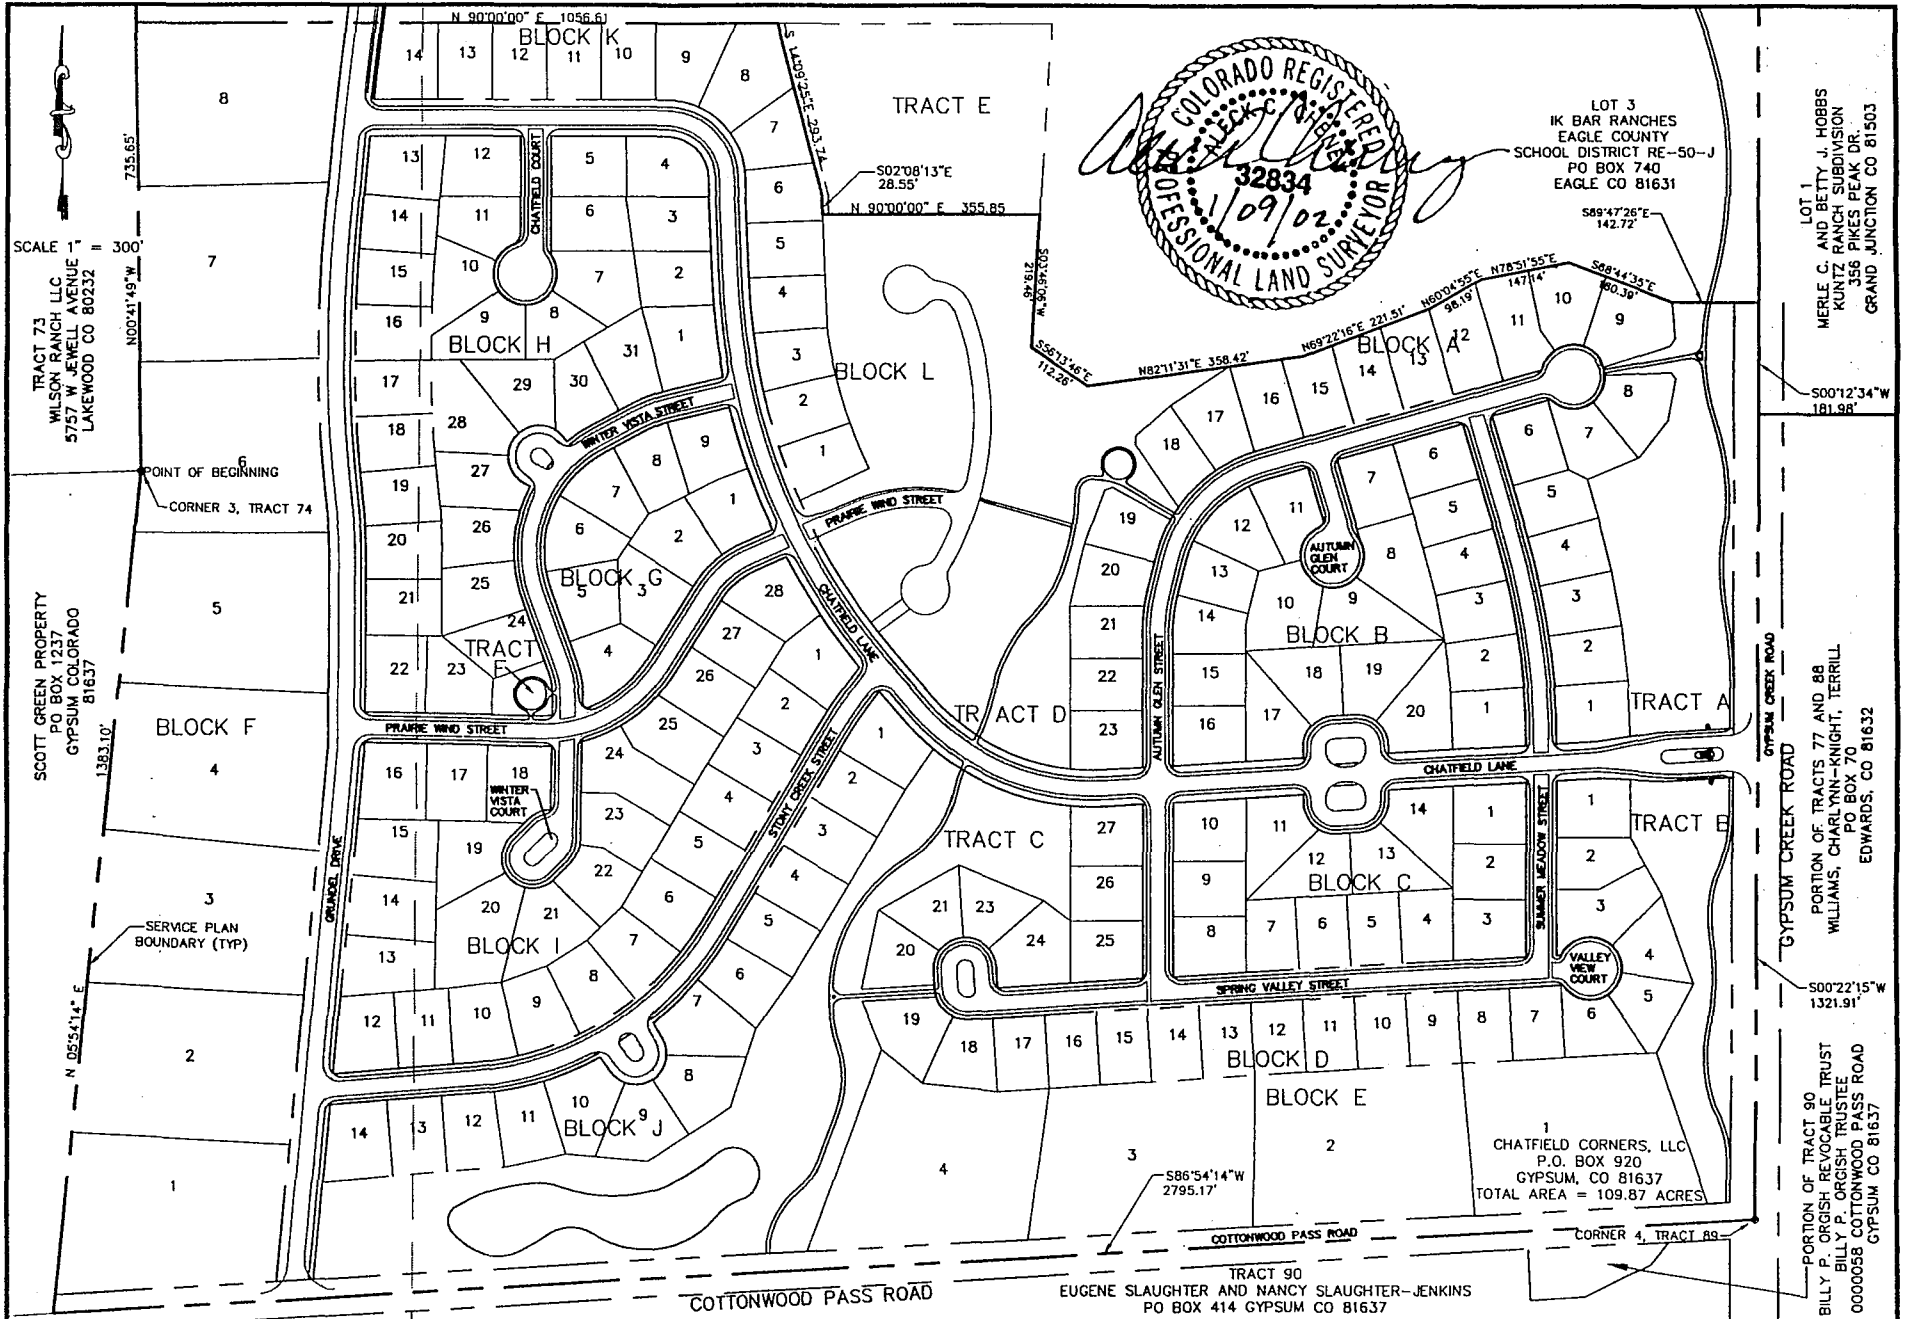 N 90°00'00" E 1056.61
BLOCK K
14
13
12
11
10
9
8
7
6
5
4
3
2
1
S 14°09'25"E 293.74
TRACT E
S02°08'13"E
28.55'
N 90°00'00" E 355.85
S03°46'06"W
219.46'
S56°13'46"E
112.26'
N82°11'31"E 358.42'
N69°22'16"E 221.51'
N60°04'55"E
98.19'
N78°51'55"E
147.14'
S68°44'35"E
180.39'
S89°47'26"E
142.72'
COLORADO REGISTERED
ALECK C.
32834
1/09/02
PROFESSIONAL LAND SURVEYOR
LOT 3
IK BAR RANCHES
EAGLE COUNTY
SCHOOL DISTRICT RE-50-J
PO BOX 740
EAGLE CO 81631
LOT 1
MERLE C. AND BETTY J. HOBBS
KUNTZ RANCH SUBDIVISION
356 PIKES PEAK DR.
GRAND JUNCTION CO 81503
S00°12'34"W
181.98'
735.65'
N00°41'49"W
SCALE 1" = 300'
TRACT 73
WILSON RANCH LLC
5757 W JEWELL AVENUE
LAKEWOOD CO 80232
POINT OF BEGINNING
CORNER 3, TRACT 74
SCOTT GREEN PROPERTY
PO BOX 1237
GYPSUM COLORADO
81637
1383.10'
SERVICE PLAN
BOUNDARY (TYP)
N 05°54'14" E
8
7
6
5
BLOCK F
4
3
2
1
GRUNDEL DRIVE
CHATFIELD COURT
13
12
5
4
14
11
6
3
15
10
7
2
16
9
8
1
BLOCK H
31
17
29
30
18
28
19
27
20
26
21
25
24
22
23
TRACT
F
WINTER VISTA STREET
9
8
7
1
6
2
BLOCK G
5
3
4
BLOCK L
PRAIRIE WIND STREET
CHATFIELD LANE
PRAIRIE WIND STREET
28
27
26
25
24
16
17
18
WINTER
VISTA
COURT
15
19
23
22
14
20
21
BLOCK I
13
12
11
10
9
8
7
6
5
4
3
2
1
STONY CREEK STREET
1
2
3
4
5
6
7
8
9
10
11
12
13
14
BLOCK J
BLOCK A
9
10
11
12
13
14
15
16
17
18
19
20
21
22
23
8
7
6
5
4
3
2
1
AUTUMN GLEN STREET
AUTUMN
GLEN
COURT
12
11
7
6
5
8
4
13
10
9
3
14
BLOCK B
2
15
18
19
1
16
17
20
TRACT D
TRACT A
CHATFIELD LANE
GYPSUM CREEK ROAD
GYPSUM CREEK ROAD
PORTION OF TRACTS 77 AND 88
WILLIAMS, CHARLYNN-KNIGHT, TERRILL
PO BOX 70
EDWARDS, CO 81632
TRACT C
27
26
25
21
23
24
20
10
11
14
1
12
13
2
9
BLOCK C
8
7
6
5
4
3
SUMMER MEADOW STREET
TRACT B
1
2
3
4
5
VALLEY
VIEW
COURT
SPRING VALLEY STREET
19
18
17
16
15
14
13
12
11
10
9
8
7
6
BLOCK D
BLOCK E
4
3
2
1
CHATFIELD CORNERS, LLC
P.O. BOX 920
GYPSUM, CO 81637
TOTAL AREA = 109.87 ACRES
S00°22'15"W
1321.91'
S86°54'14"W
2795.17'
COTTONWOOD PASS ROAD
CORNER 4, TRACT 89
COTTONWOOD PASS ROAD
TRACT 90
EUGENE SLAUGHTER AND NANCY SLAUGHTER-JENKINS
PO BOX 414 GYPSUM CO 81637
PORTION OF TRACT 90
BILLY P. ORGISH REVOCABLE TRUST
BILLY P. ORGISH TRUSTEE
0000058 COTTONWOOD PASS ROAD
GYPSUM CO 81637